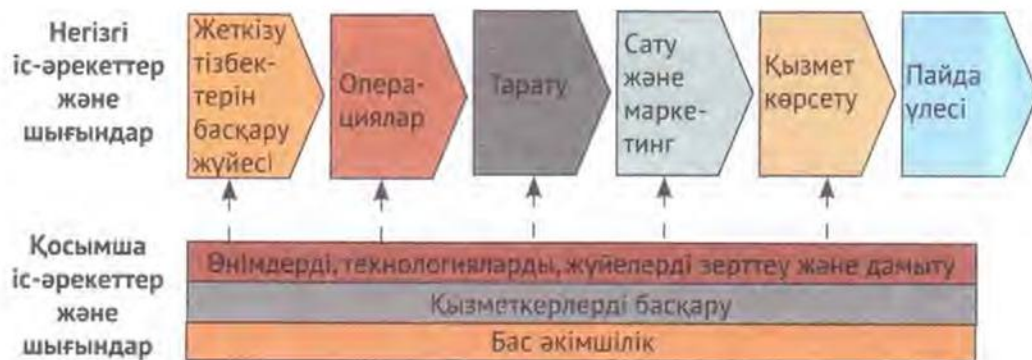 Негізгі
іс-әрекеттер
және
шығындар
Жеткізу
тізбек-
терін
басқару
жүйесі
Опера-
циялар
Тарату
Сату
және
марке-
тинг
Қызмет
көрсету
Пайда
үлесі
Қосымша
іс-әрекеттер
және
шығындар
Өнімдерді, технологияларды, жүйелерді зерттеу және дамыту
Қызметкерлерді басқару
Бас әкімшілік